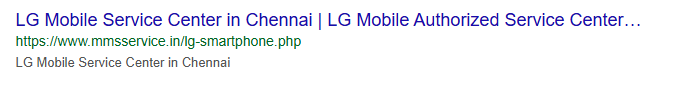 LG Mobile Service Center in Chennai | LG Mobile Authorized Service Center…
https://www.mmsservice.in/lg-smartphone.php
LG Mobile Service Center in Chennai